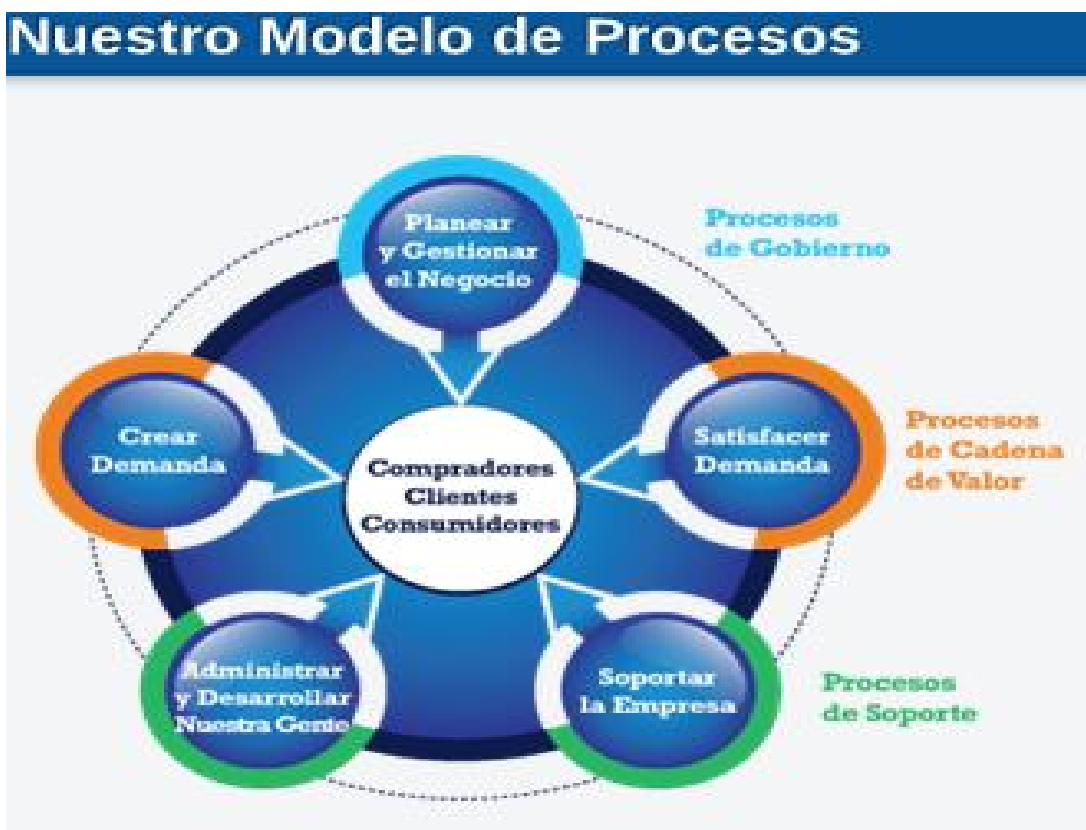 Nuestro Modelo de Procesos
Planear
y Gestionar
el Negocio
Procesos
de Gobierno
Crear
Demanda
Satisfacer
Demanda
Procesos
de Cadena
de Valor
Compradores
Clientes
Consumidores
Administrar
y Desarrollar
Nuestra Gente
Soportar
la Empresa
Procesos
de Soporte